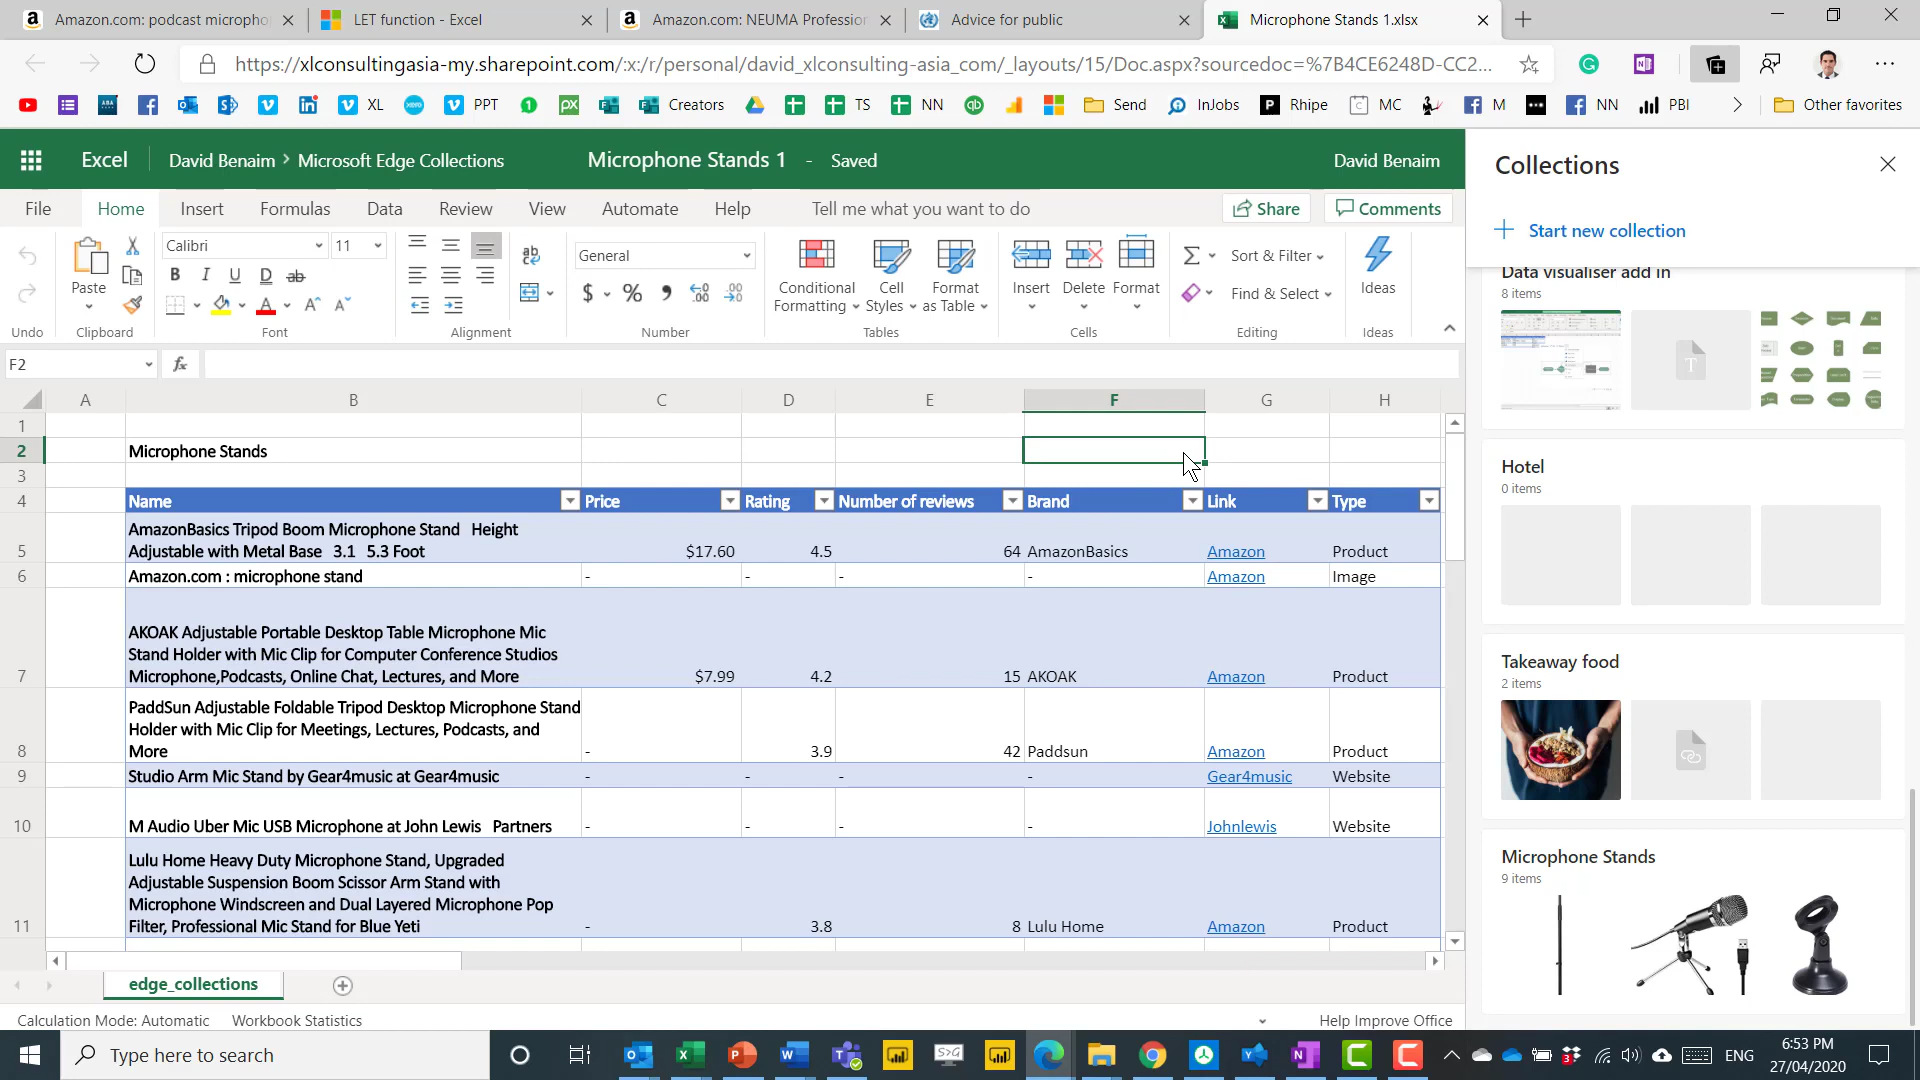 Amazon.com: podcast micropho
LET function - Excel
Amazon.com: NEUMA Profession
Advice for public
Microphone Stands 1.xlsx
https://xlconsultingasia-my.sharepoint.com/:x:/r/personal/david_xlconsulting-asia_com/_layouts/15/Doc.aspx?sourcedoc=%7B4CE6248D-CC2...
XL PPT Creators TS NN Send InJobs Rhipe MC M NN PBI Other favorites
Excel David Benaim > Microsoft Edge Collections Microphone Stands 1 - Saved David Benaim
File Home Insert Formulas Data Review View Automate Help Tell me what you want to do Share Comments
Calibri 11 General
Paste
Conditional Formatting
Cell Styles
Format as Table
Insert Delete Format
Sort & Filter
Find & Select
Ideas
Undo Clipboard Font Alignment Number Tables Cells Editing Ideas
F2 fx
A B C D E F G H
1
2 Microphone Stands
3
4 Name Price Rating Number of reviews Brand Link Type
AmazonBasics Tripod Boom Microphone Stand Height
5 Adjustable with Metal Base 3.1 5.3 Foot $17.60 4.5 64 AmazonBasics Amazon Product
6 Amazon.com : microphone stand - - - - Amazon Image
AKOAK Adjustable Portable Desktop Table Microphone Mic
Stand Holder with Mic Clip for Computer Conference Studios
7 Microphone,Podcasts, Online Chat, Lectures, and More $7.99 4.2 15 AKOAK Amazon Product
PaddSun Adjustable Foldable Tripod Desktop Microphone Stand
Holder with Mic Clip for Meetings, Lectures, Podcasts, and
8 More - 3.9 42 Paddsun Amazon Product
9 Studio Arm Mic Stand by Gear4music at Gear4music - - - - Gear4music Website
10 M Audio Uber Mic USB Microphone at John Lewis Partners - - - - Johnlewis Website
Lulu Home Heavy Duty Microphone Stand, Upgraded
Adjustable Suspension Boom Scissor Arm Stand with
Microphone Windscreen and Dual Layered Microphone Pop
11 Filter, Professional Mic Stand for Blue Yeti - 3.8 8 Lulu Home Amazon Product
edge_collections
Calculation Mode: Automatic Workbook Statistics Help Improve Office
Collections
Start new collection
Data visualiser add in
8 items
Hotel
0 items
Takeaway food
2 items
Microphone Stands
9 items
Type here to search
ENG
6:53 PM
27/04/2020